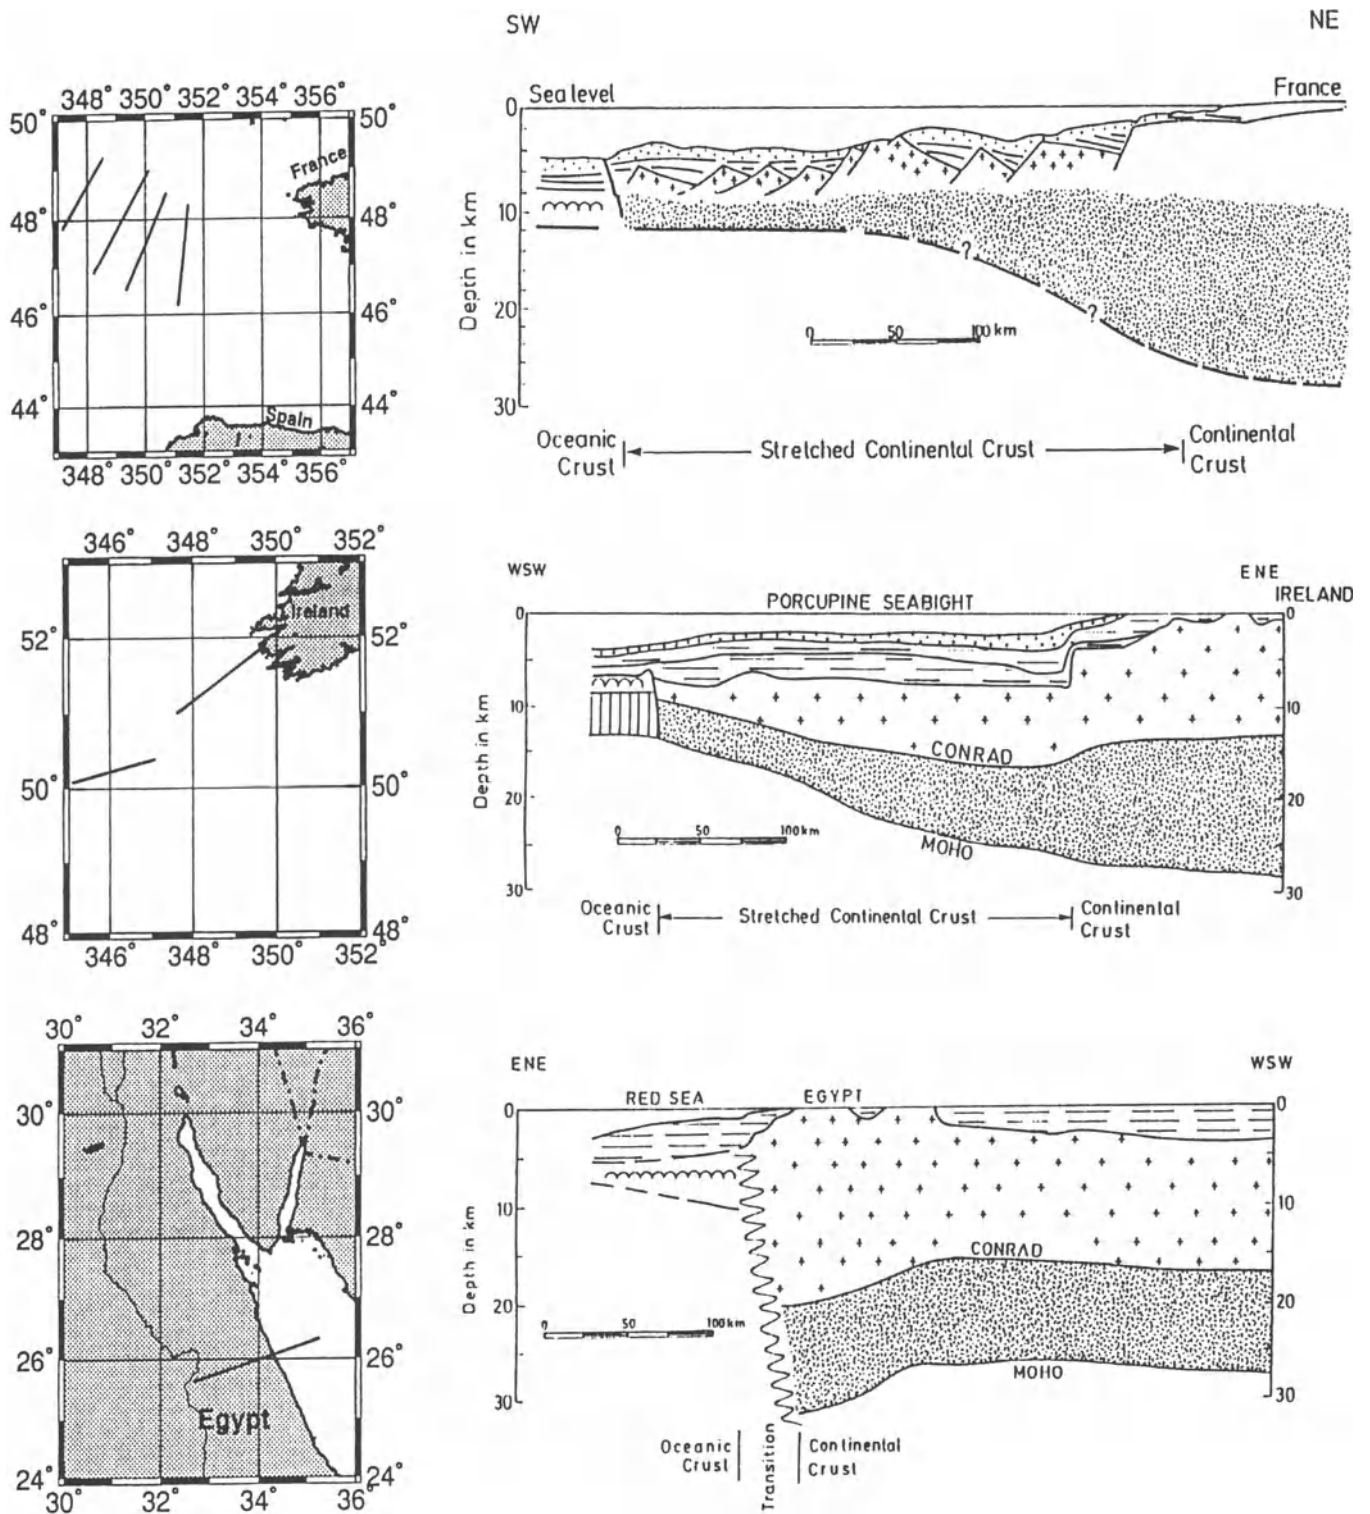 348° 350° 352° 354° 356°
50° 50°
France
48° 48°
46° 46°
44° 44°
Spain
348° 350° 352° 354° 356°
SW NE
Sea level France
0
10
20
30
Depth in km
? ?
0 50 100 km
Oceanic Crust Stretched Continental Crust Continental Crust
346° 348° 350° 352°
Ireland
52° 52°
50° 50°
48° 48°
346° 348° 350° 352°
WSW ENE
IRELAND
PORCUPINE SEABIGHT
0 0
10 10
20 20
30 30
Depth in km
CONRAD
MOHO
0 50 100 km
Oceanic Crust Stretched Continental Crust Continental Crust
30° 32° 34° 36°
30° 30°
28° 28°
26° 26°
Egypt
24° 24°
30° 32° 34° 36°
ENE WSW
RED SEA EGYPT
0 0
10 10
20 20
30 30
Depth in km
CONRAD
MOHO
0 50 100 km
Oceanic Crust Transition Continental Crust